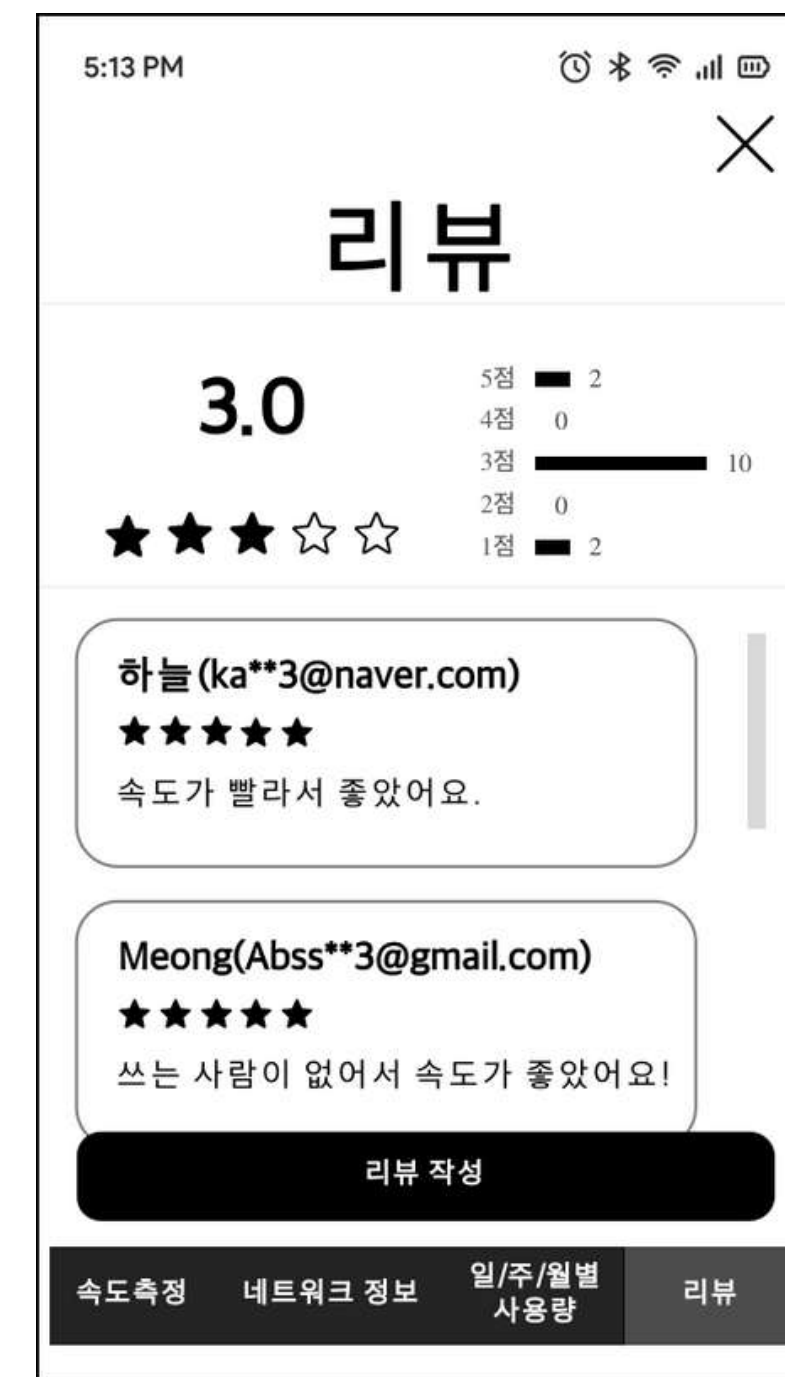 5:13 PM
리뷰
3.0
5점 2
4점 0
3점 10
2점 0
1점 2
하늘(ka**3@naver.com)
속도가 빨라서 좋았어요.
Meong(Abss**3@gmail.com)
쓰는 사람이 없어서 속도가 좋았어요!
리뷰 작성
속도측정
네트워크 정보
일/주/월별
사용량
리뷰